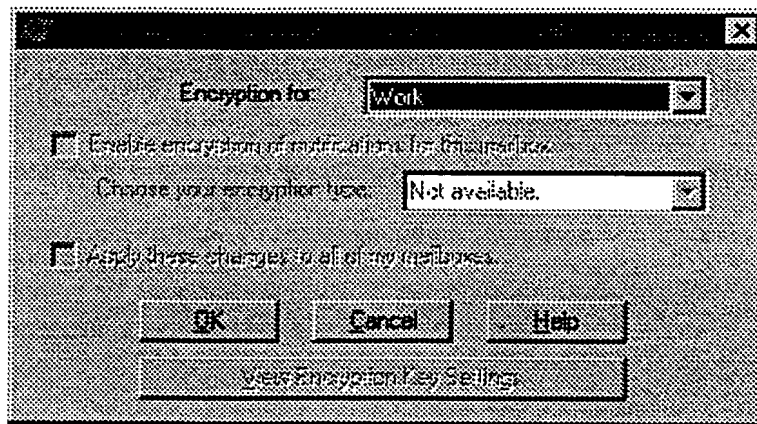 Encryption for: Work
Enable encryption of notifications for this mailbox.
Choose your encryption type: Not available.
Apply these changes to all of my mailboxes.
OK Cancel Help
View Encryption Key Settings